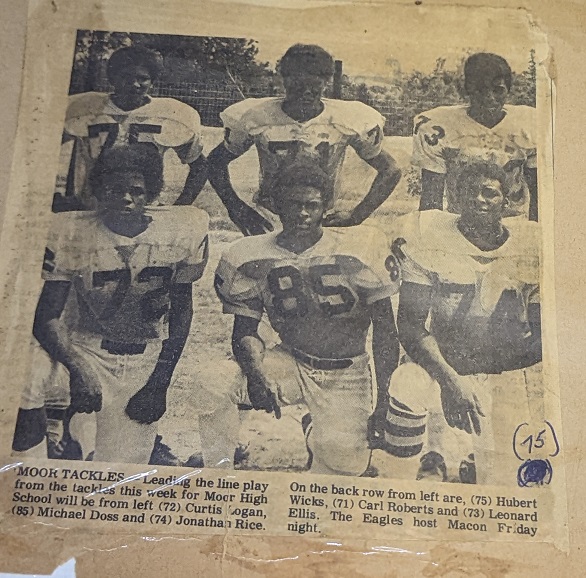 75
71
73
72
85
74
(15)
MOOR TACKLES — Leading the line play
from the tackles this week for Moor High
School will be from left (72) Curtis Logan,
(85) Michael Doss and (74) Jonathan Rice.
On the back row from left are, (75) Hubert
Wicks, (71) Carl Roberts and (73) Leonard
Ellis. The Eagles host Macon Friday
night.